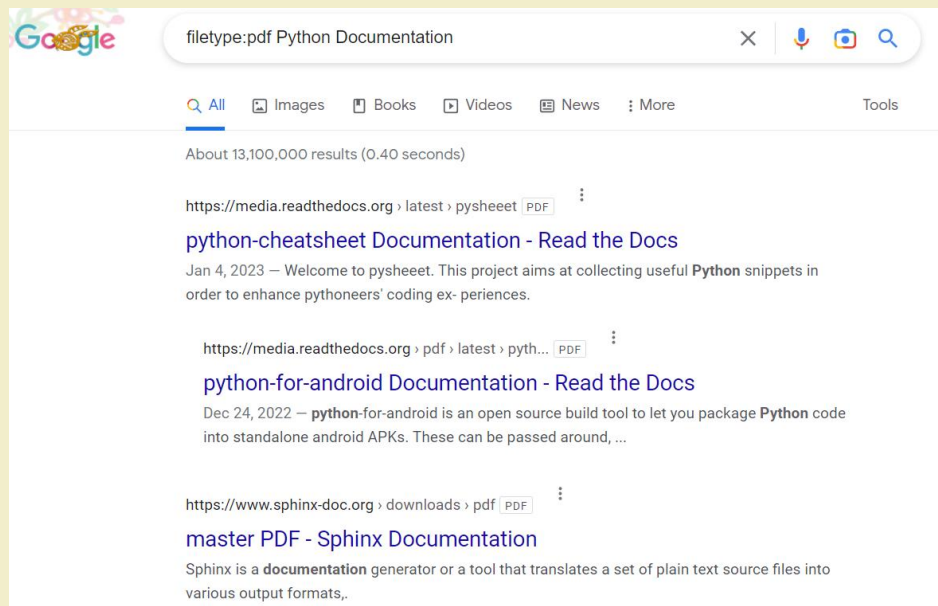 Google
filetype:pdf Python Documentation
All Images Books Videos News More Tools
About 13,100,000 results (0.40 seconds)
https://media.readthedocs.org › latest › pysheeet PDF
python-cheatsheet Documentation - Read the Docs
Jan 4, 2023 — Welcome to pysheeet. This project aims at collecting useful Python snippets in
order to enhance pythoneers' coding ex- periences.
https://media.readthedocs.org › pdf › latest › pyth... PDF
python-for-android Documentation - Read the Docs
Dec 24, 2022 — python-for-android is an open source build tool to let you package Python code
into standalone android APKs. These can be passed around, ...
https://www.sphinx-doc.org › downloads › pdf PDF
master PDF - Sphinx Documentation
Sphinx is a documentation generator or a tool that translates a set of plain text source files into
various output formats,.